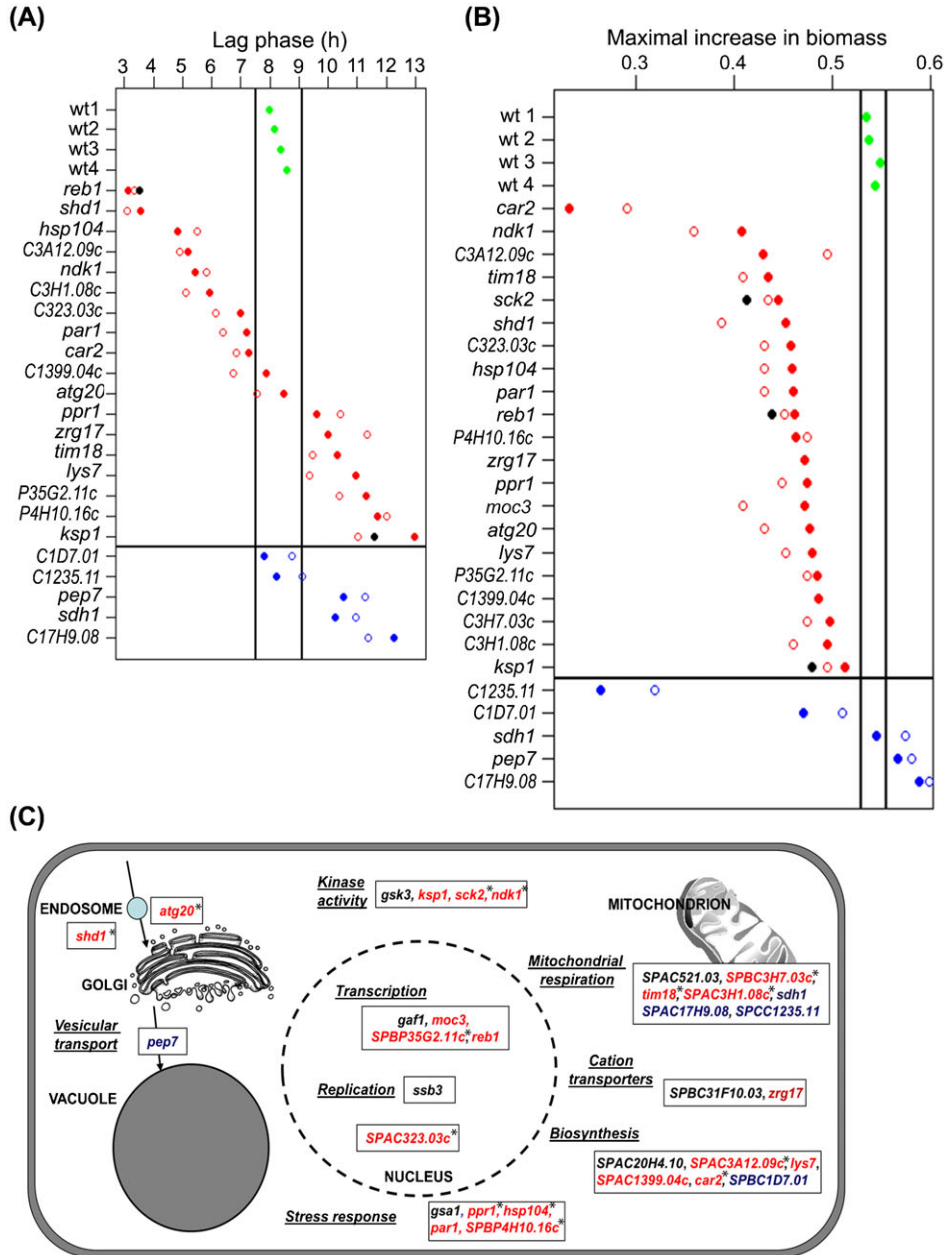 (A)
Lag phase (h)
3 4 5 6 7 8 9 10 11 12 13
wt1
wt2
wt3
wt4
reb1
shd1
hsp104
C3A12.09c
ndk1
C3H1.08c
C323.03c
par1
car2
C1399.04c
atg20
ppr1
zrg17
tim18
lys7
P35G2.11c
P4H10.16c
ksp1
C1D7.01
C1235.11
pep7
sdh1
C17H9.08
(B)
Maximal increase in biomass
0.3 0.4 0.5 0.6
wt 1
wt 2
wt 3
wt 4
car2
ndk1
C3A12.09c
tim18
sck2
shd1
C323.03c
hsp104
par1
reb1
P4H10.16c
zrg17
ppr1
moc3
atg20
lys7
P35G2.11c
C1399.04c
C3H7.03c
C3H1.08c
ksp1
C1235.11
C1D7.01
sdh1
pep7
C17H9.08
(C)
ENDOSOME
atg20*
shd1*
GOLGI
Vesicular
transport
pep7
VACUOLE
Kinase
activity
gsk3, ksp1, sck2,* ndk1*
Transcription
gaf1, moc3,
SPBP35G2.11c,* reb1
Replication
ssb3
SPAC323.03c*
NUCLEUS
Stress response
gsa1, ppr1,* hsp104,*
par1, SPBP4H10.16c*
MITOCHONDRION
Mitochondrial
respiration
SPAC521.03, SPBC3H7.03c,*
tim18,* SPAC3H1.08c,* sdh1
SPAC17H9.08, SPCC1235.11
Cation
transporters
SPBC31F10.03, zrg17
Biosynthesis
SPAC20H4.10, SPAC3A12.09c,* lys7,
SPAC1399.04c, car2,* SPBC1D7.01